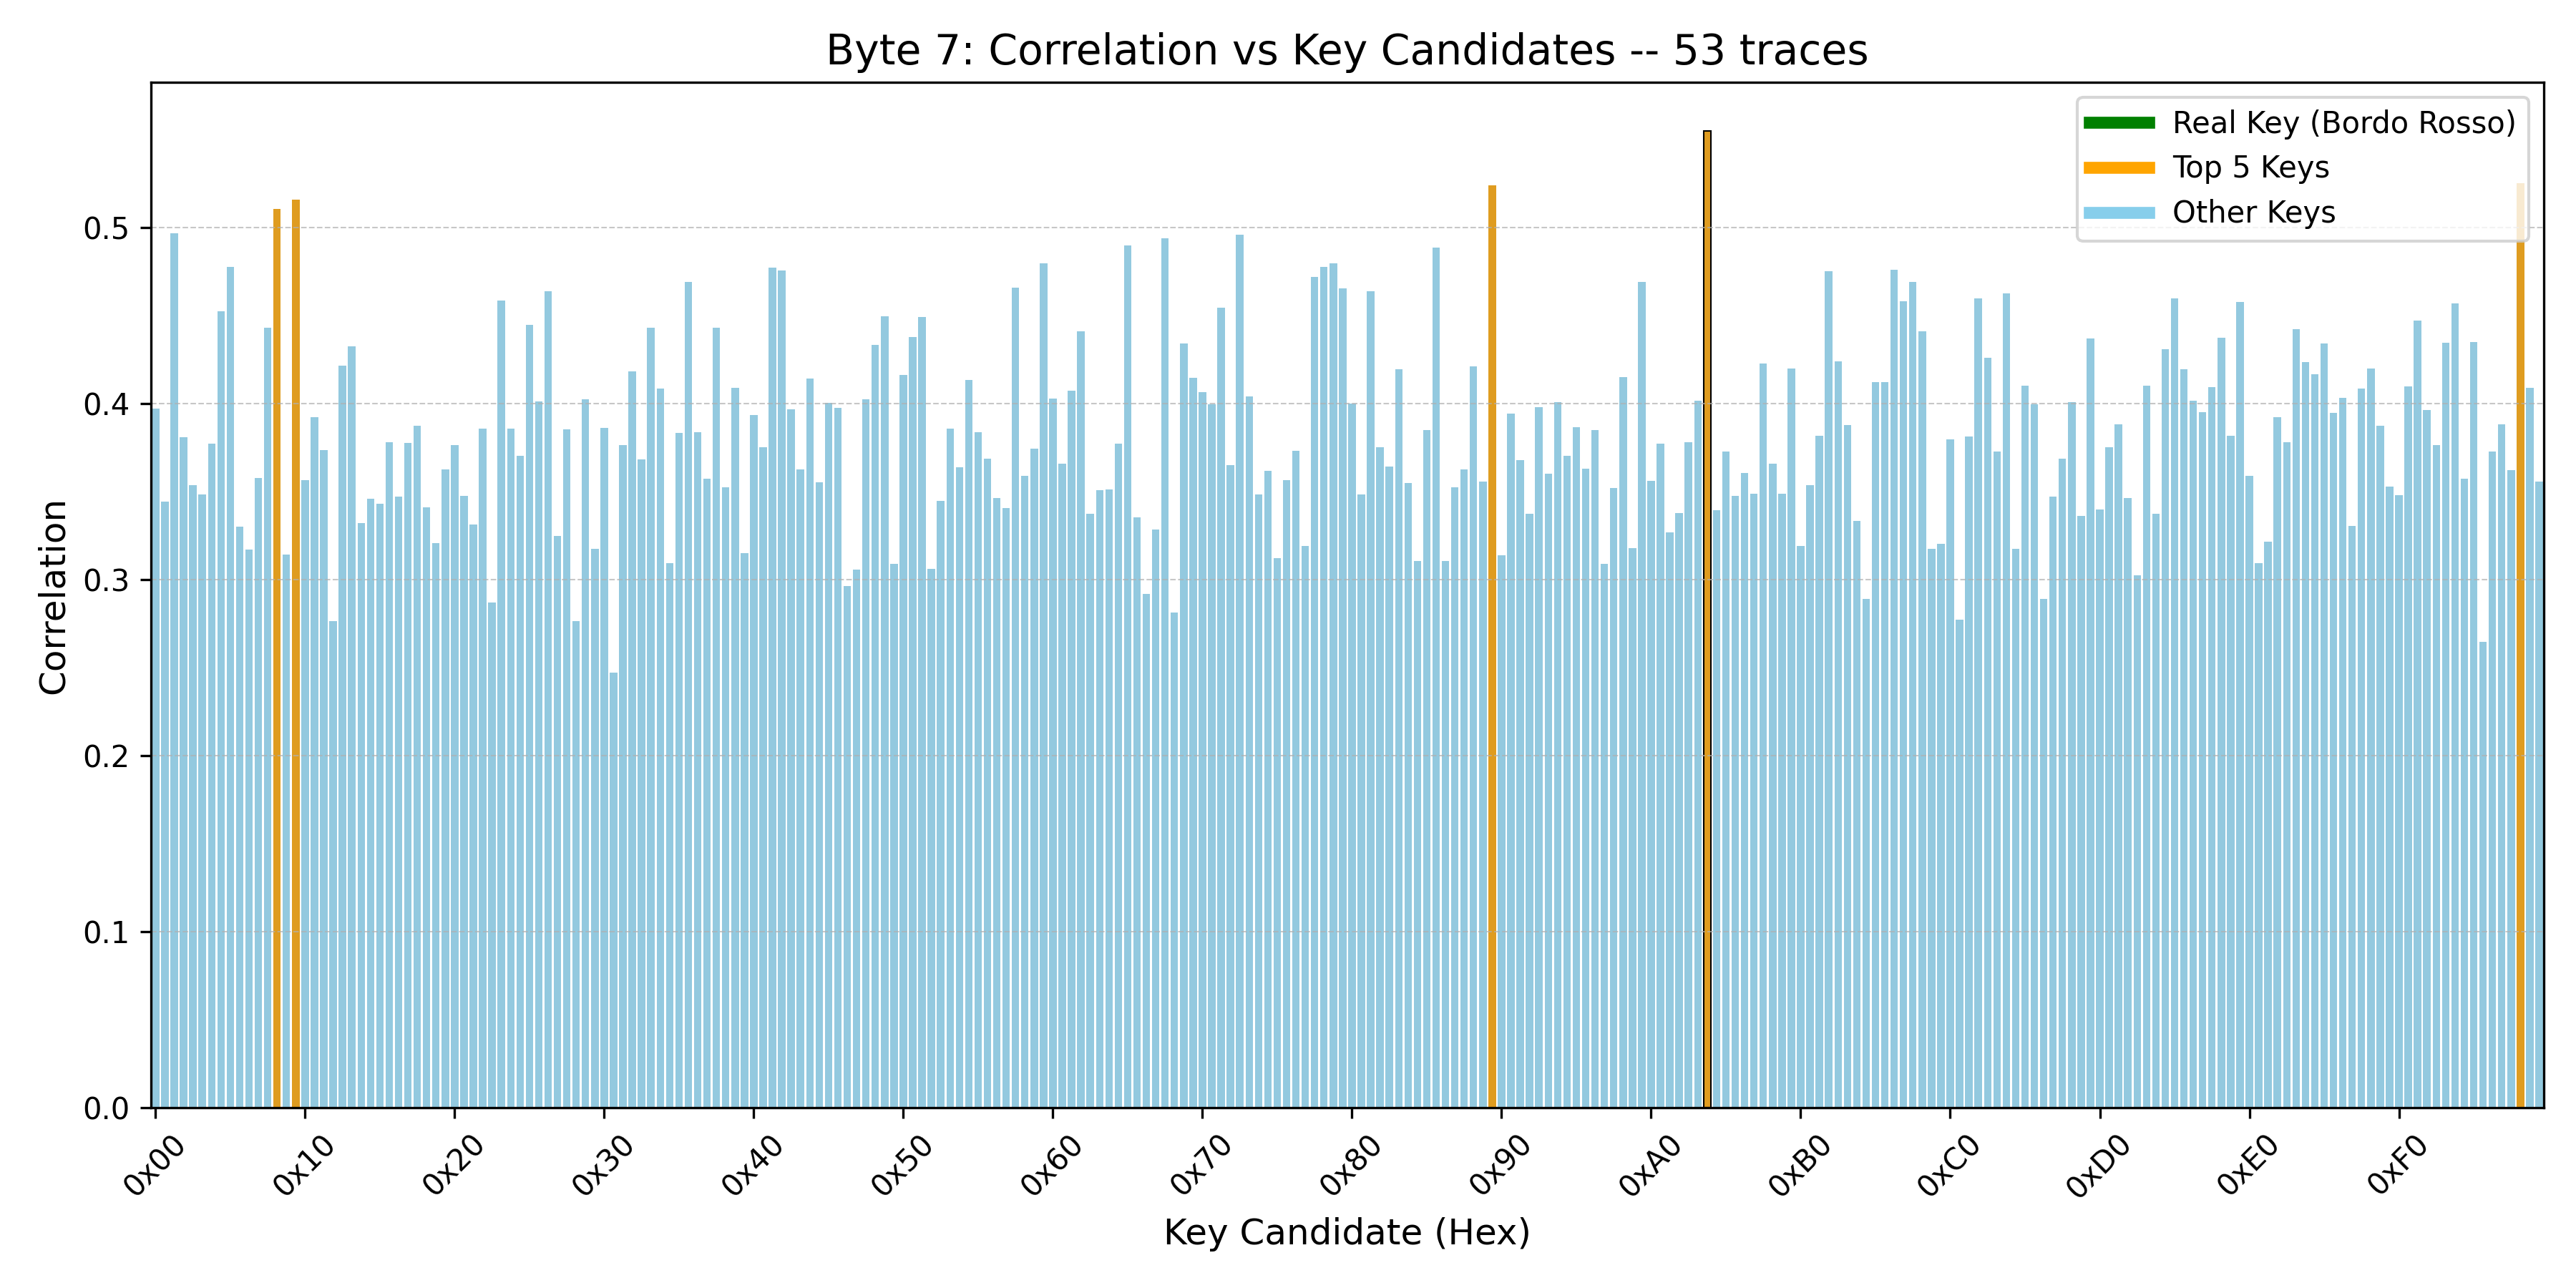 Byte 7: Correlation vs Key Candidates -- 53 traces
Real Key (Bordo Rosso)
Top 5 Keys
Other Keys
Correlation
0.5
0.4
0.3
0.2
0.1
0.0
0x00
0x10
0x20
0x30
0x40
0x50
0x60
0x70
0x80
0x90
0xA0
0xB0
0xC0
0xD0
0xE0
0xF0
Key Candidate (Hex)